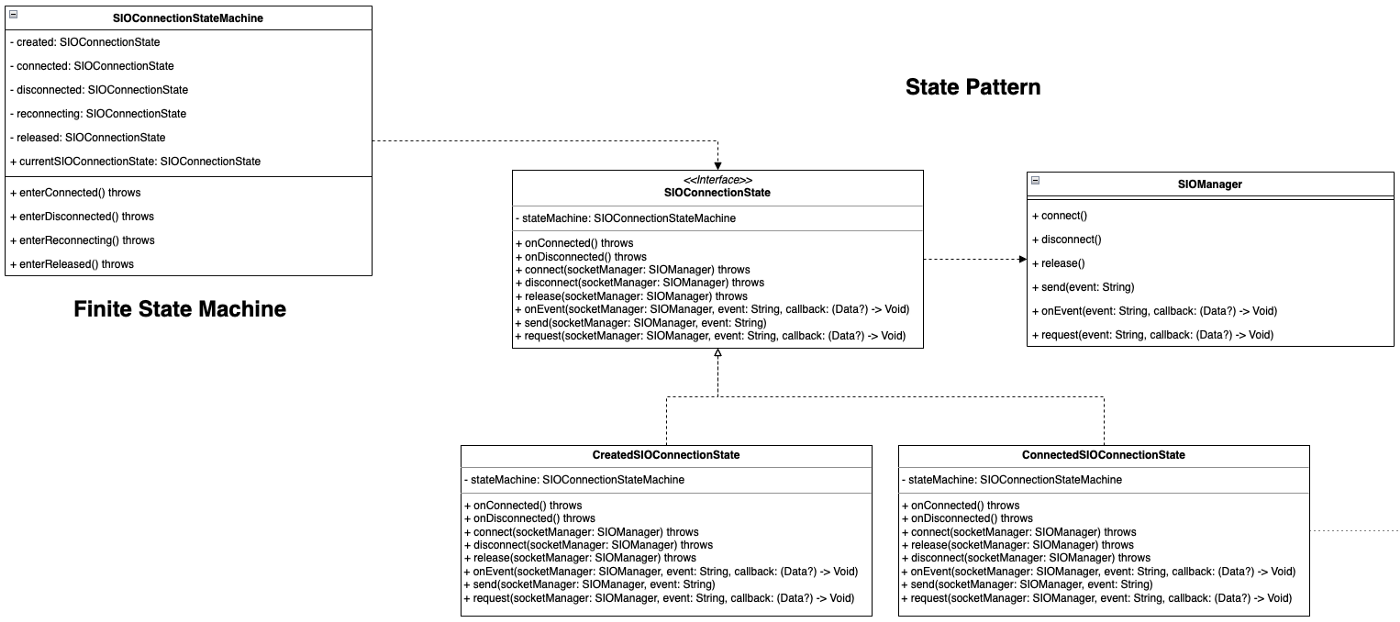 SIOConnectionStateMachine
- created: SIOConnectionState
- connected: SIOConnectionState
- disconnected: SIOConnectionState
- reconnecting: SIOConnectionState
- released: SIOConnectionState
+ currentSIOConnectionState: SIOConnectionState
+ enterConnected() throws
+ enterDisconnected() throws
+ enterReconnecting() throws
+ enterReleased() throws
Finite State Machine
State Pattern
<<Interface>>
SIOConnectionState
- stateMachine: SIOConnectionStateMachine
+ onConnected() throws
+ onDisconnected() throws
+ connect(socketManager: SIOManager) throws
+ disconnect(socketManager: SIOManager) throws
+ release(socketManager: SIOManager) throws
+ onEvent(socketManager: SIOManager, event: String, callback: (Data?) -> Void)
+ send(socketManager: SIOManager, event: String)
+ request(socketManager: SIOManager, event: String, callback: (Data?) -> Void)
SIOManager
+ connect()
+ disconnect()
+ release()
+ send(event: String)
+ onEvent(event: String, callback: (Data?) -> Void)
+ request(event: String, callback: (Data?) -> Void)
CreatedSIOConnectionState
- stateMachine: SIOConnectionStateMachine
+ onConnected() throws
+ onDisconnected() throws
+ connect(socketManager: SIOManager) throws
+ disconnect(socketManager: SIOManager) throws
+ release(socketManager: SIOManager) throws
+ onEvent(socketManager: SIOManager, event: String, callback: (Data?) -> Void)
+ send(socketManager: SIOManager, event: String)
+ request(socketManager: SIOManager, event: String, callback: (Data?) -> Void)
ConnectedSIOConnectionState
- stateMachine: SIOConnectionStateMachine
+ onConnected() throws
+ onDisconnected() throws
+ connect(socketManager: SIOManager) throws
+ release(socketManager: SIOManager) throws
+ disconnect(socketManager: SIOManager) throws
+ onEvent(socketManager: SIOManager, event: String, callback: (Data?) -> Void)
+ send(socketManager: SIOManager, event: String)
+ request(socketManager: SIOManager, event: String, callback: (Data?) -> Void)